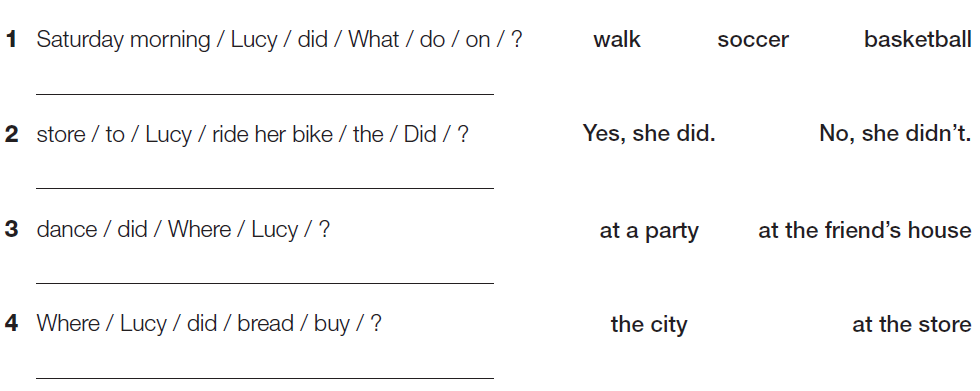 1 Saturday morning / Lucy / did / What / do / on / ? walk soccer basketball
2 store / to / Lucy / ride her bike / the / Did / ? Yes, she did. No, she didn’t.
3 dance / did / Where / Lucy / ? at a party at the friend’s house
4 Where / Lucy / did / bread / buy / ? the city at the store